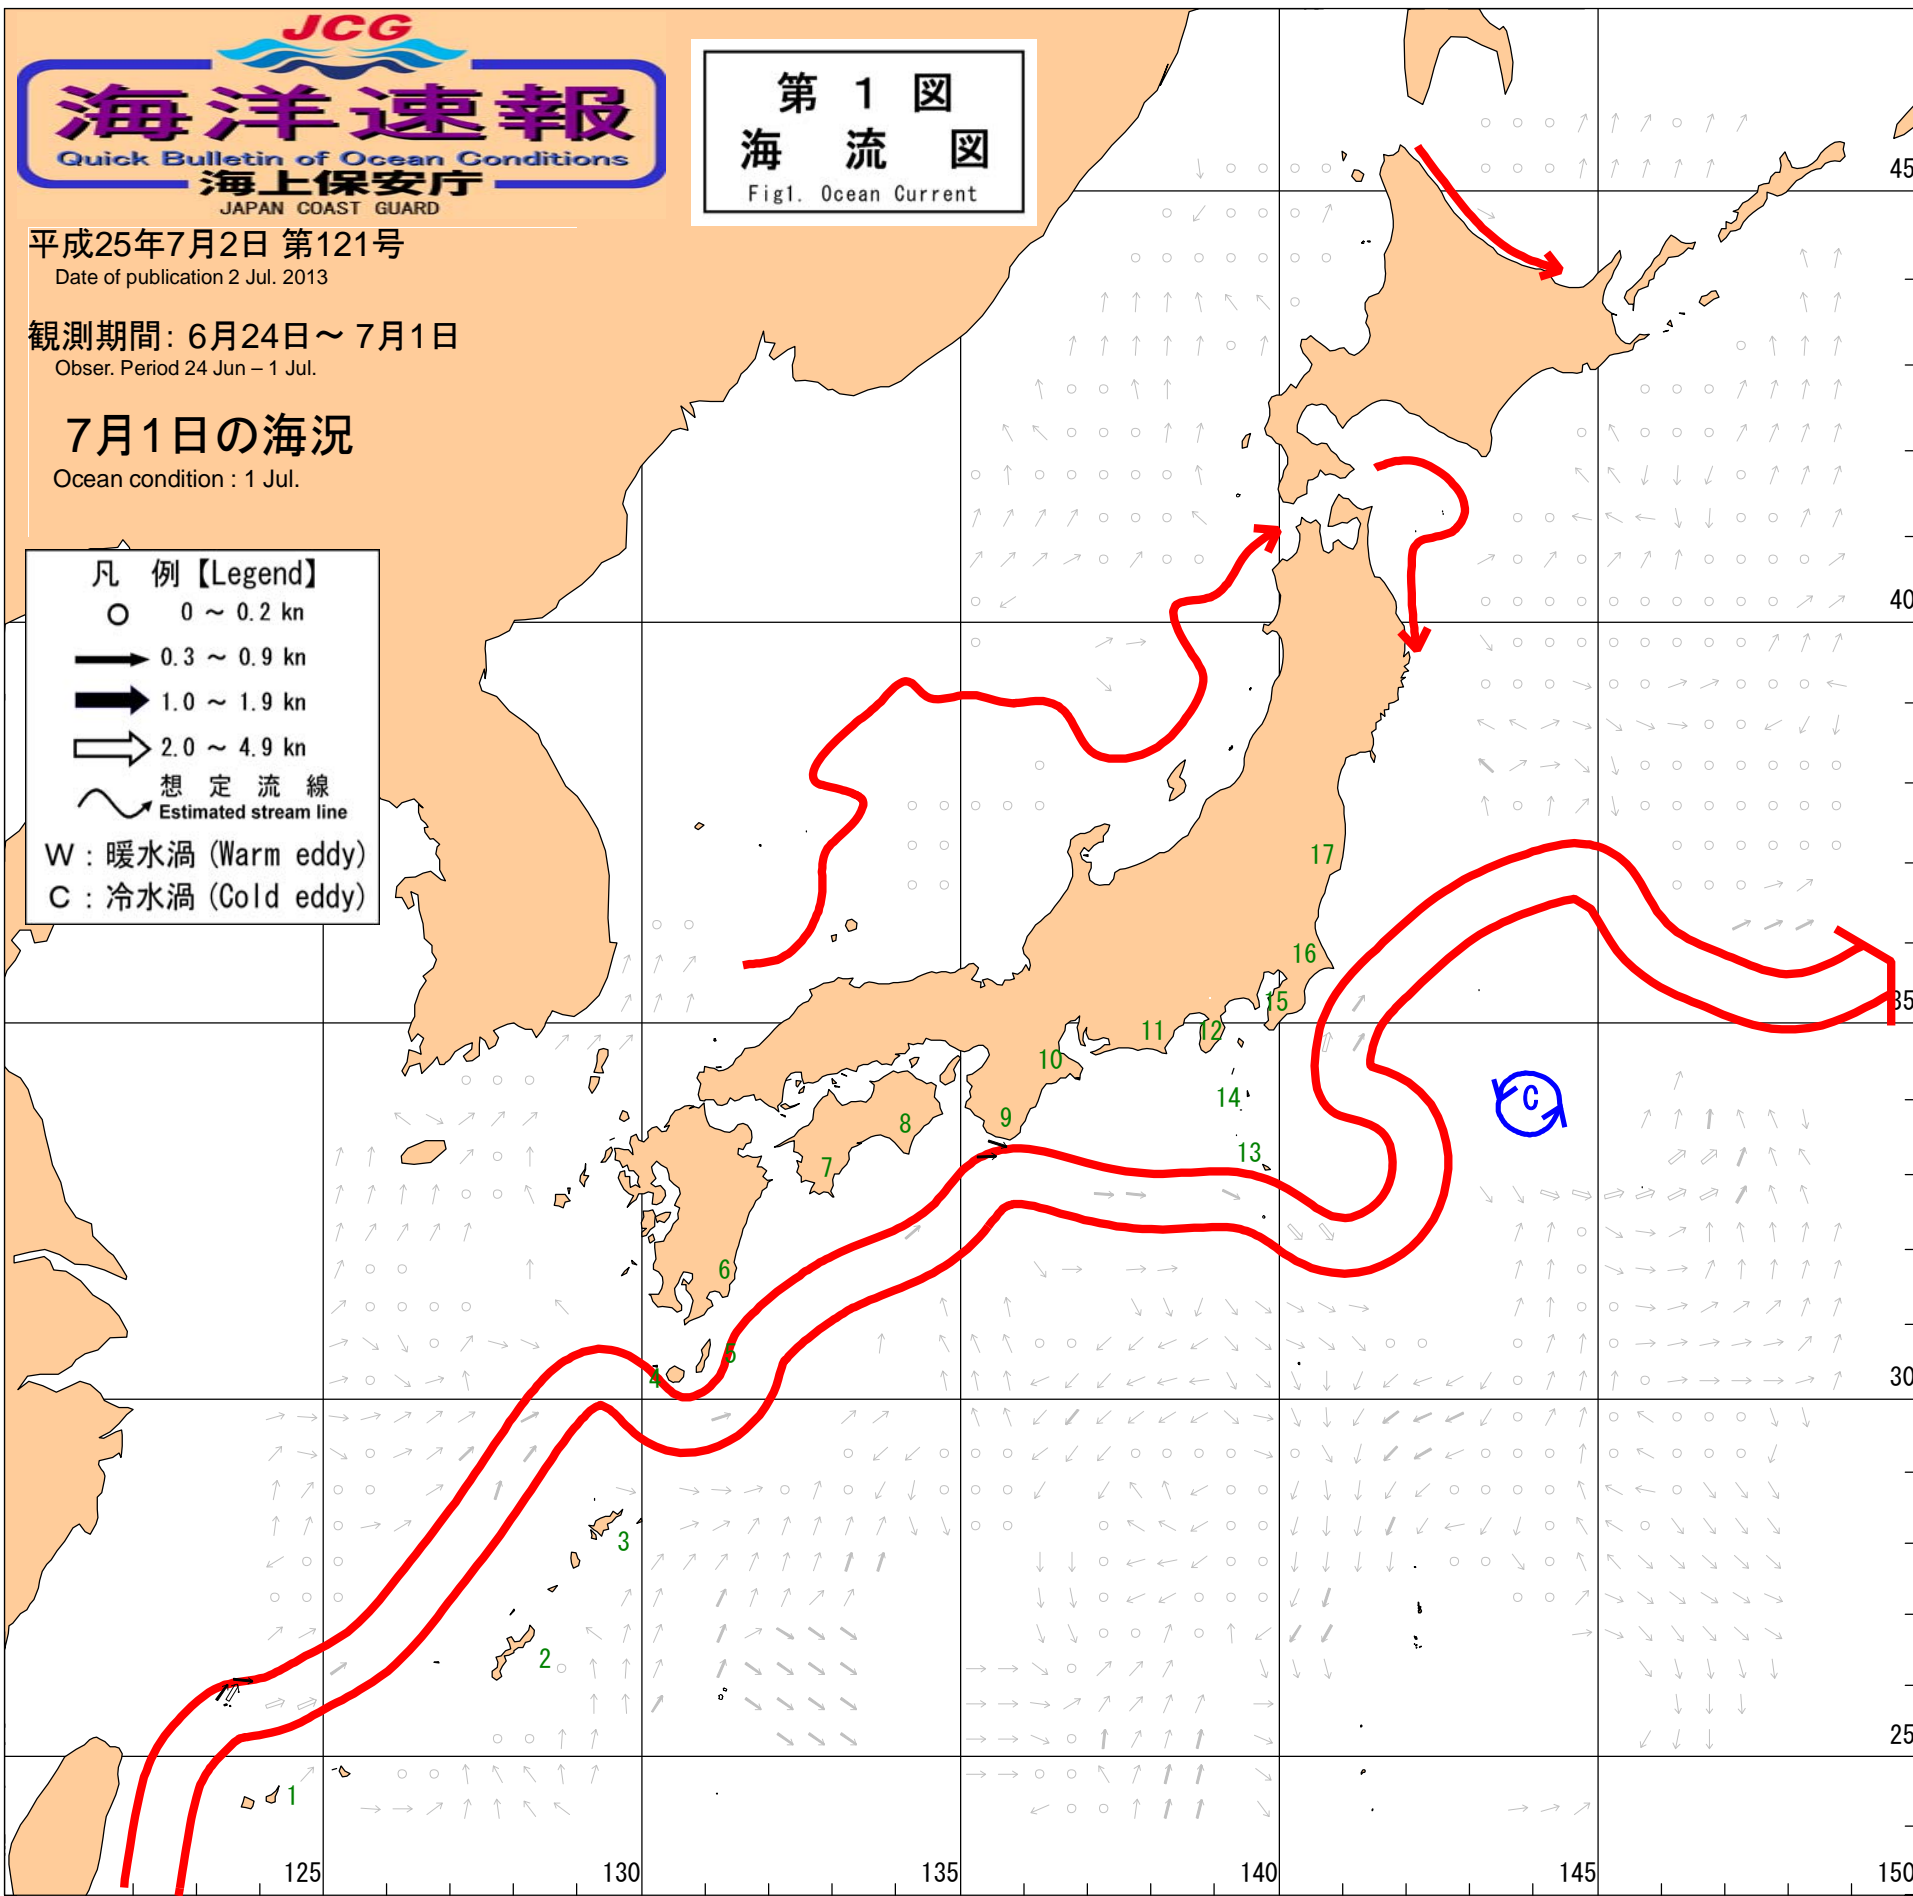 JCG
海洋速報
Quick Bulletin of Ocean Conditions
海上保安庁
JAPAN COAST GUARD
第 1 図
海 流 図
Fig1. Ocean Current
平成25年7月2日 第121号
Date of publication 2 Jul. 2013
観測期間: 6月24日～ 7月1日
Obser. Period 24 Jun – 1 Jul.
7月1日の海況
Ocean condition : 1 Jul.
凡 例【Legend】
0 ～ 0.2 kn
0.3 ～ 0.9 kn
1.0 ～ 1.9 kn
2.0 ～ 4.9 kn
想 定 流 線
Estimated stream line
W : 暖水渦 (Warm eddy)
C : 冷水渦 (Cold eddy)
45
40
17
16
35
15
12
11
10
14
C
9
8
13
7
6
5
4
30
3
2
25
1
125
130
135
140
145
150